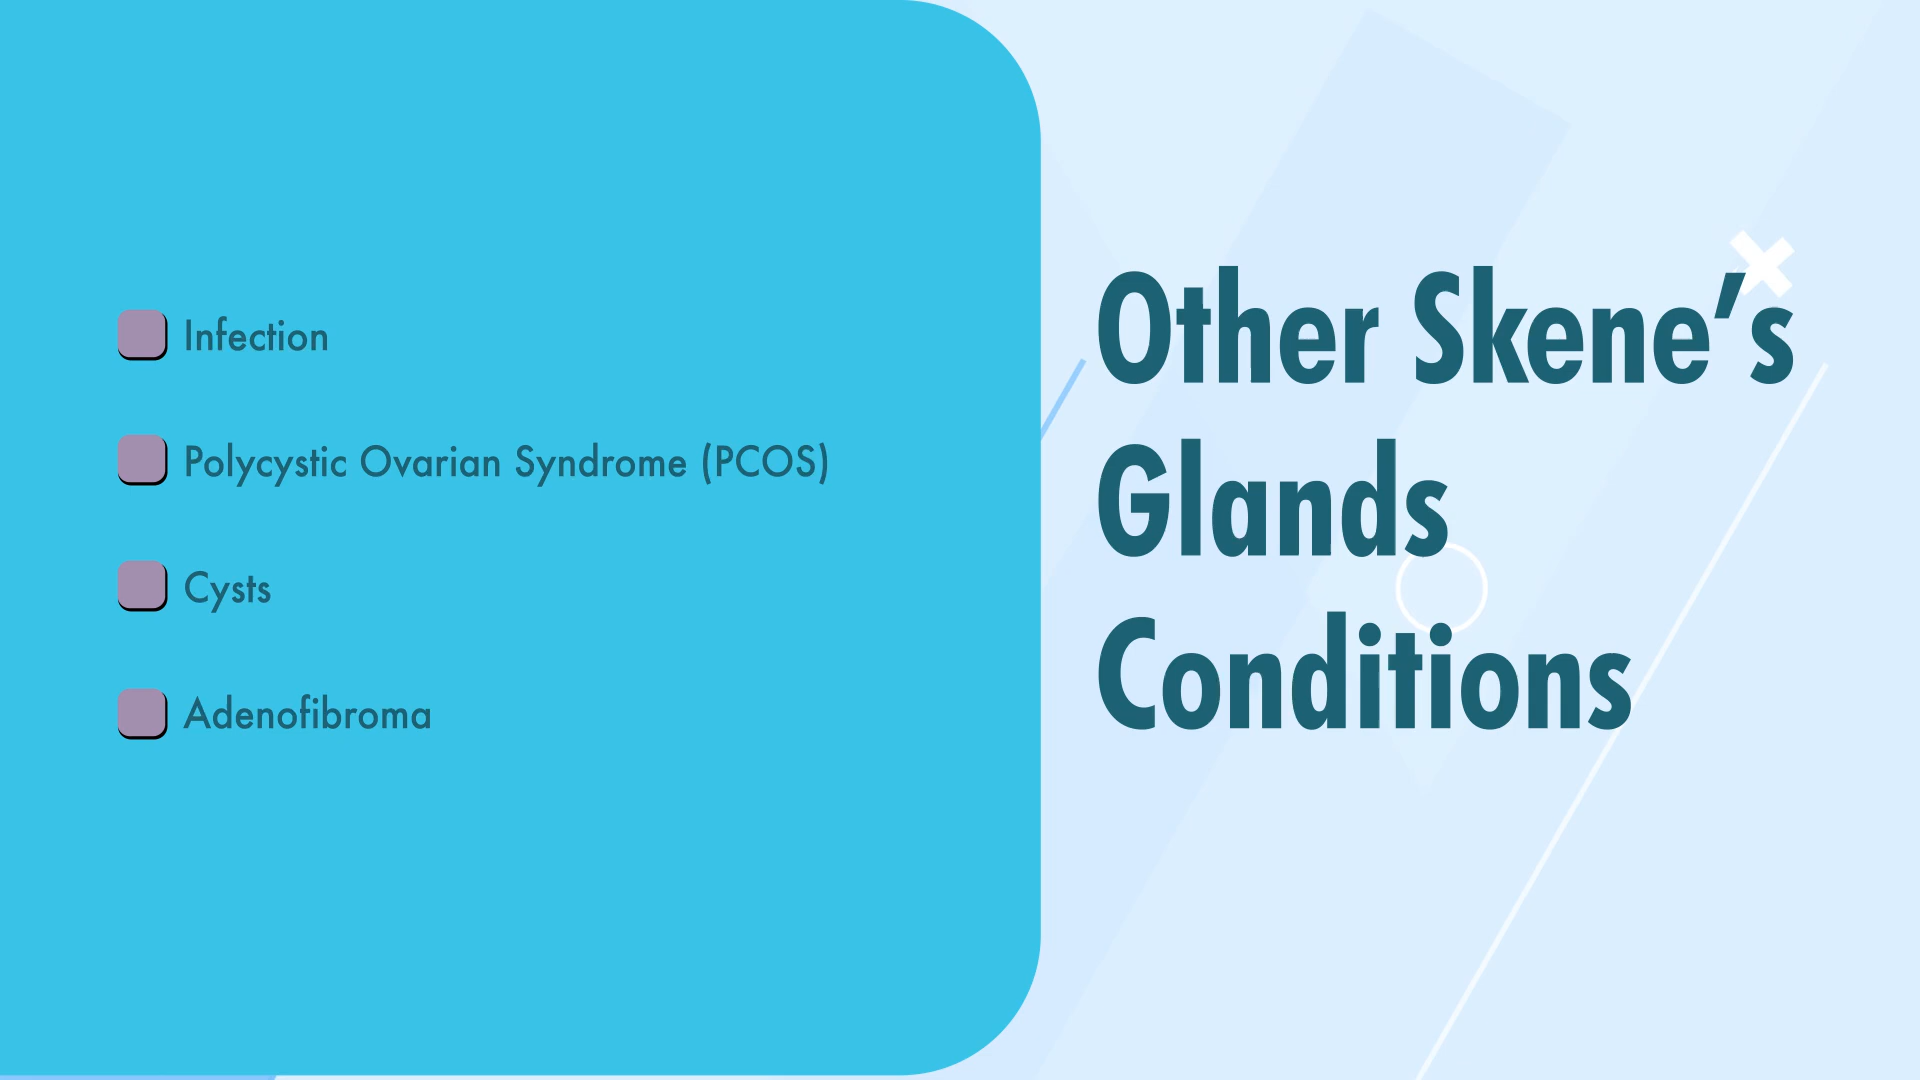 Other Skene’s
Glands
Conditions
Infection
Polycystic Ovarian Syndrome (PCOS)
Cysts
Adenofibroma